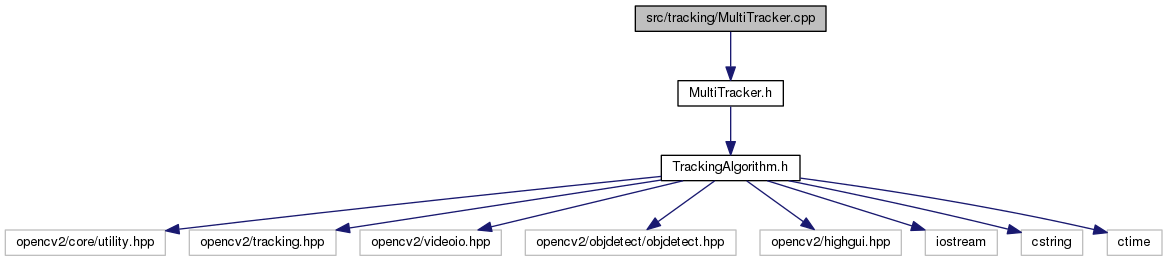 src/tracking/MultiTracker.cpp
MultiTracker.h
TrackingAlgorithm.h
opencv2/core/utility.hpp
opencv2/tracking.hpp
opencv2/videoio.hpp
opencv2/objdetect/objdetect.hpp
opencv2/highgui.hpp
iostream
cstring
ctime